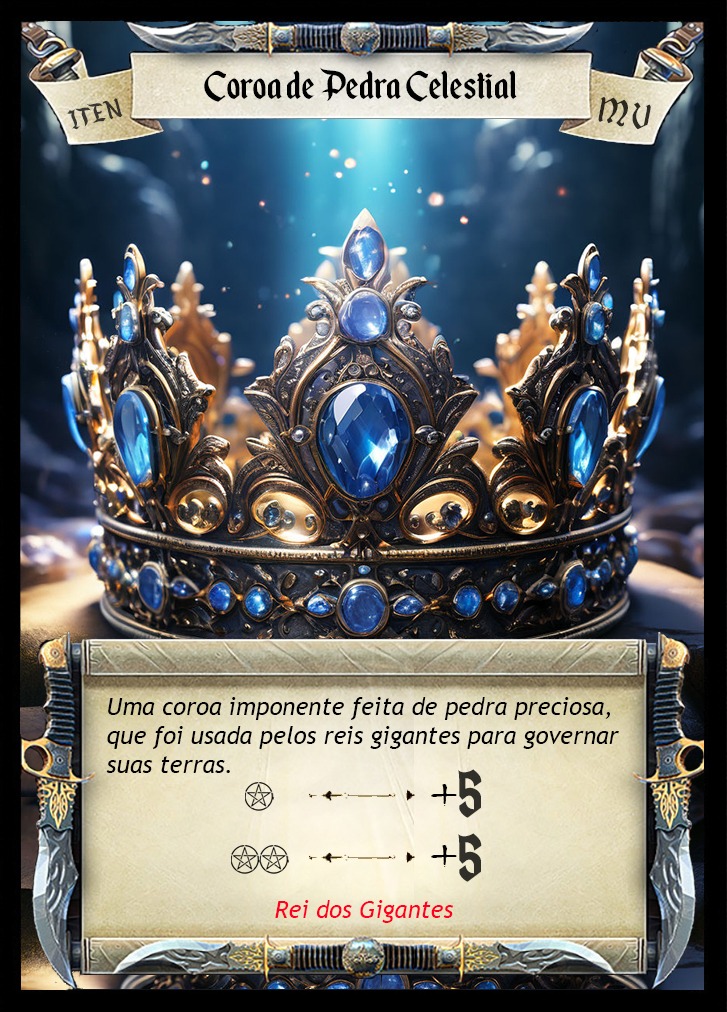 Coroa de Pedra Celestial
ITEN
MU
Uma coroa imponente feita de pedra preciosa,
que foi usada pelos reis gigantes para governar
suas terras.
+5
+5
Rei dos Gigantes